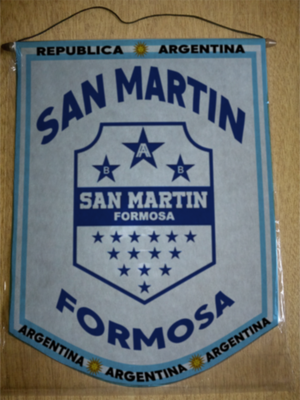 REPUBLICA ARGENTINA
SAN MARTIN
A
B B
SAN MARTIN
FORMOSA
FORMOSA
ARGENTINA ARGENTINA ARGENTINA